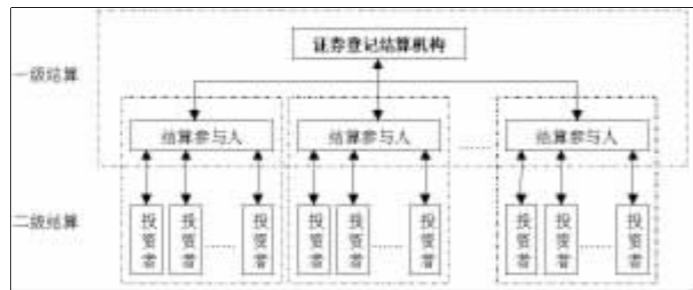 证券登记结算机构
一级结算
结算参与人
结算参与人
……
结算参与人
二级结算
投资者
投资者
……
投资者
投资者
投资者
……
投资者
……
投资者
投资者
……
投资者